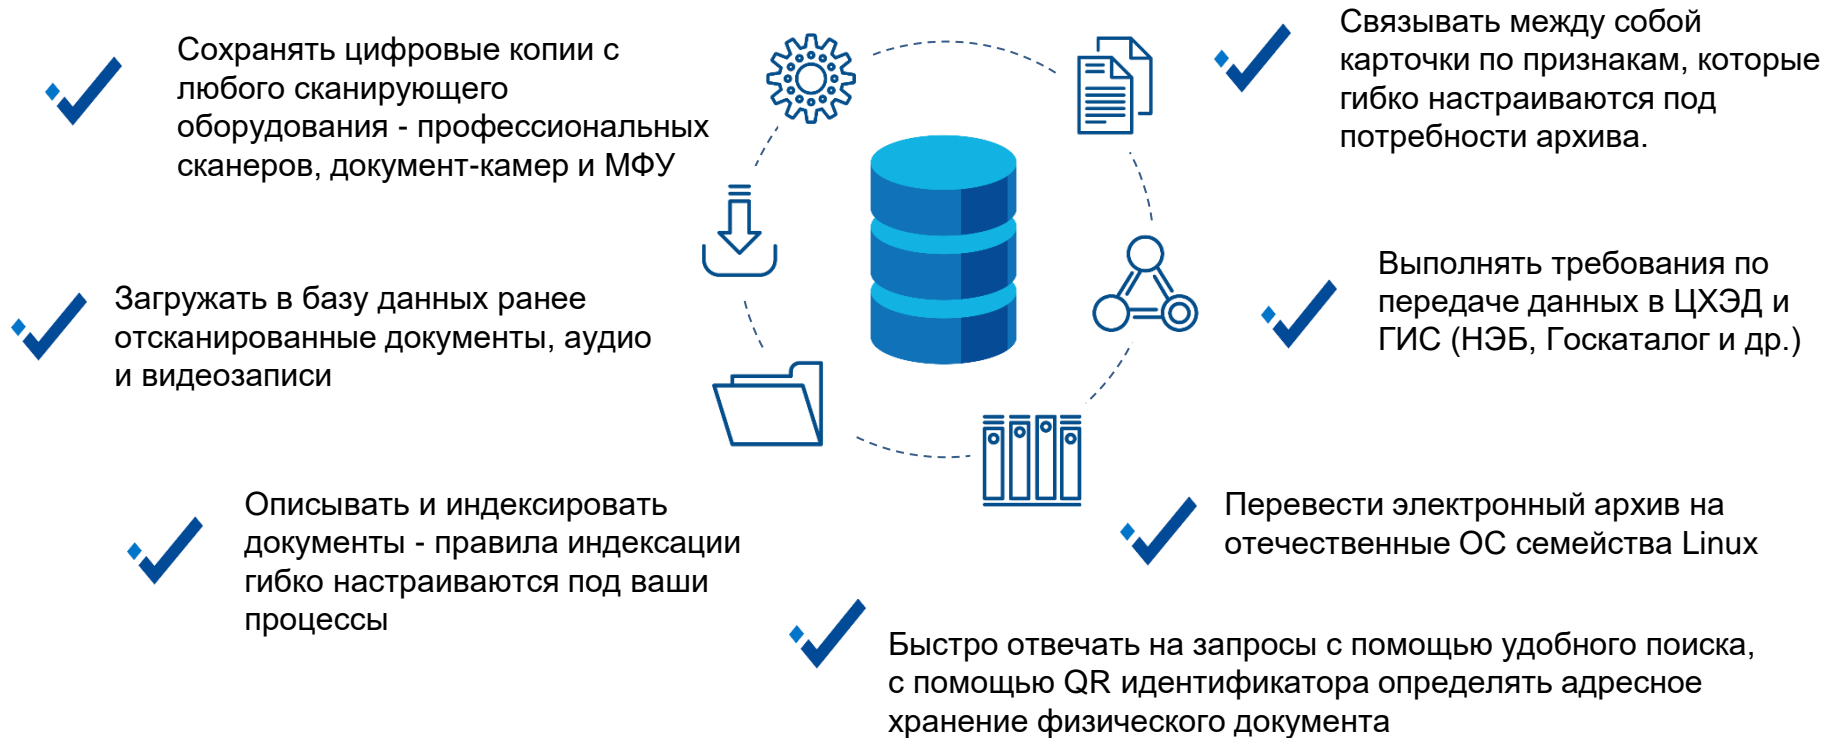 Сохранять цифровые копии с
любого сканирующего
оборудования - профессиональных
сканеров, документ-камер и МФУ
Загружать в базу данных ранее
отсканированные документы, аудио
и видеозаписи
Описывать и индексировать
документы - правила индексации
гибко настраиваются под ваши
процессы
Связывать между собой
карточки по признакам, которые
гибко настраиваются под
потребности архива.
Выполнять требования по
передаче данных в ЦХЭД и
ГИС (НЭБ, Госкаталог и др.)
Перевести электронный архив на
отечественные ОС семейства Linux
Быстро отвечать на запросы с помощью удобного поиска,
с помощью QR идентификатора определять адресное
хранение физического документа